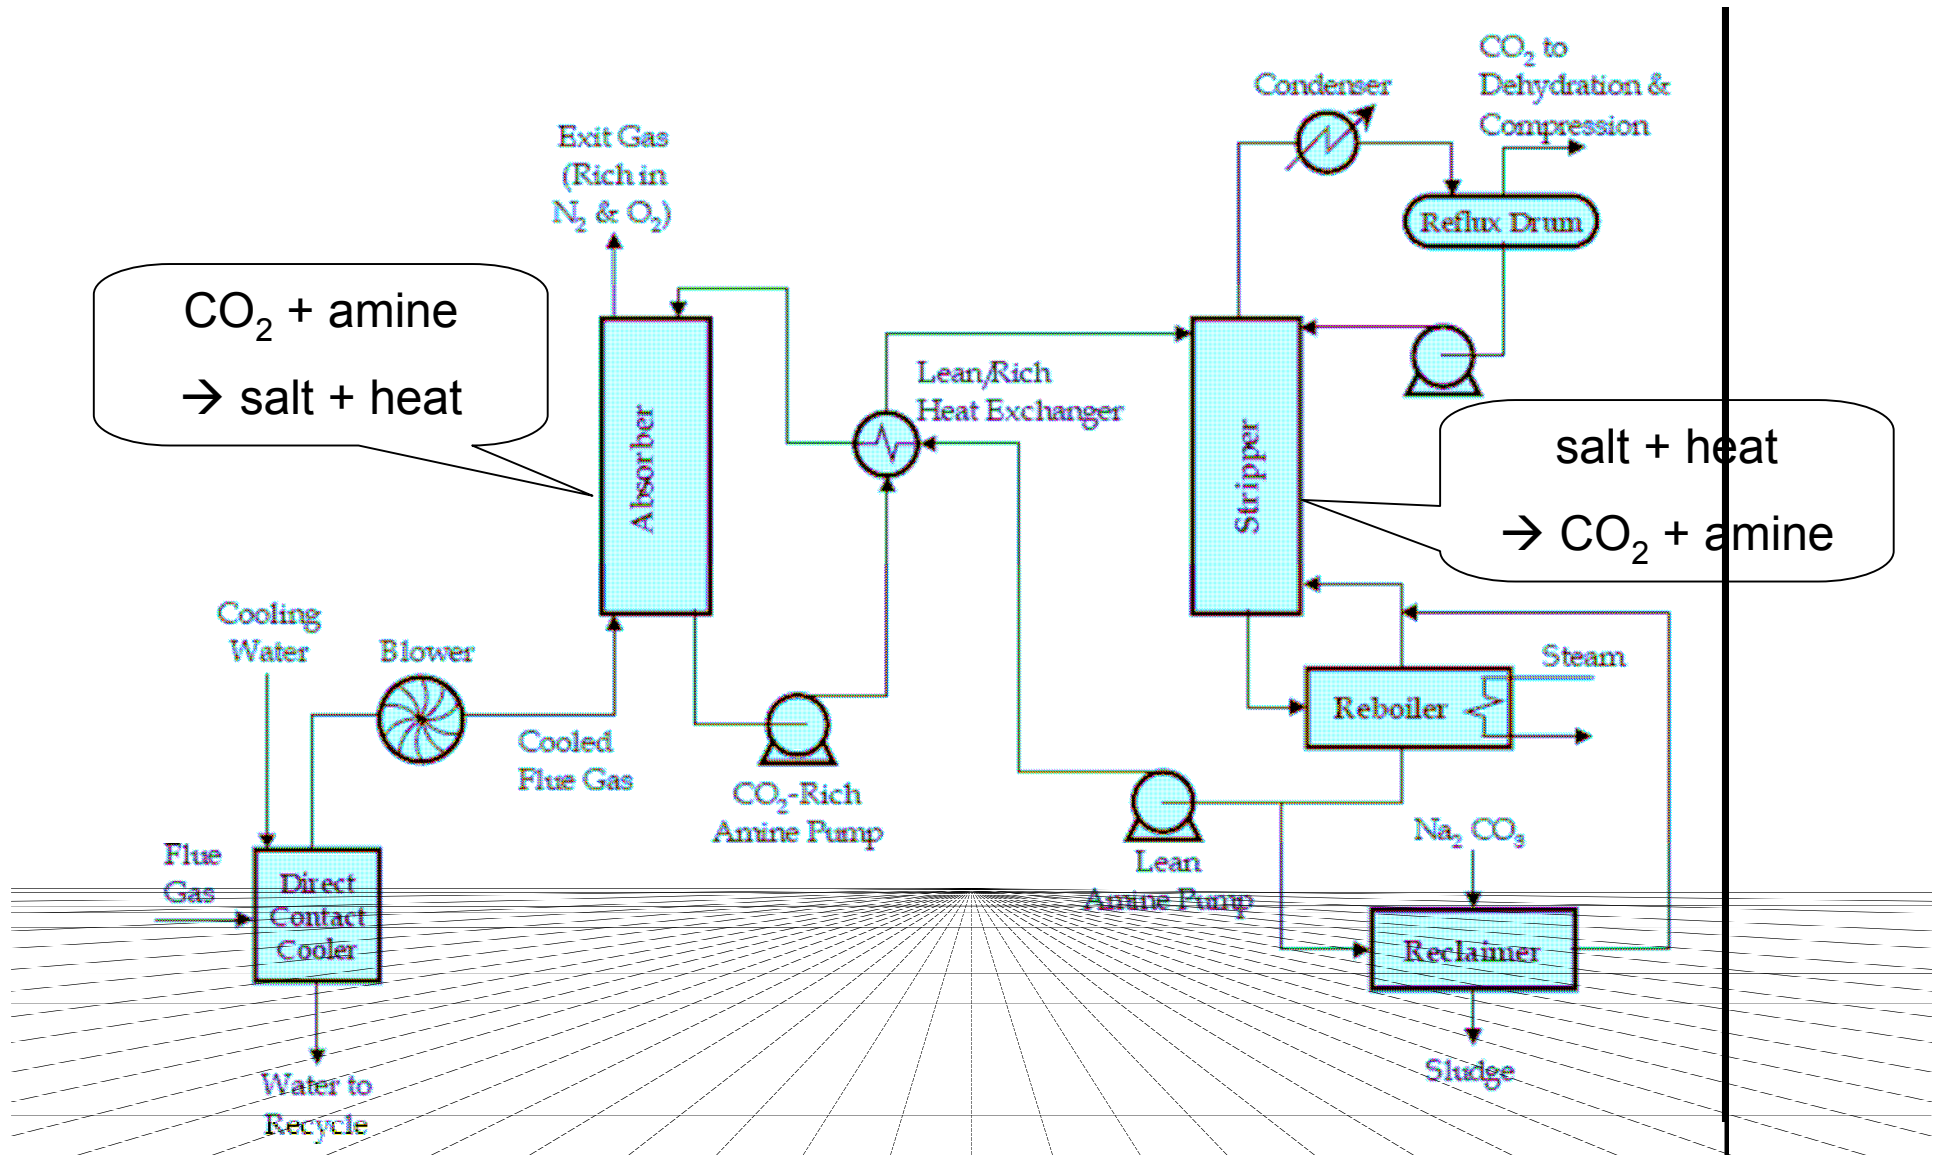 CO₂ to
Dehydration &
Compression
Condenser
Exit Gas
(Rich in
N₂ & O₂)
Reflux Drum
CO₂ + amine
→ salt + heat
Lean/Rich
Heat Exchanger
Absorber
Stripper
salt + heat
→ CO₂ + amine
Cooling
Water
Blower
Steam
Reboiler
Cooled
Flue Gas
CO₂-Rich
Amine Pump
Na₂ CO₃
Lean
Amine Pump
Flue
Gas
Direct
Contact
Cooler
Reclaimer
Sludge
Water to
Recycle